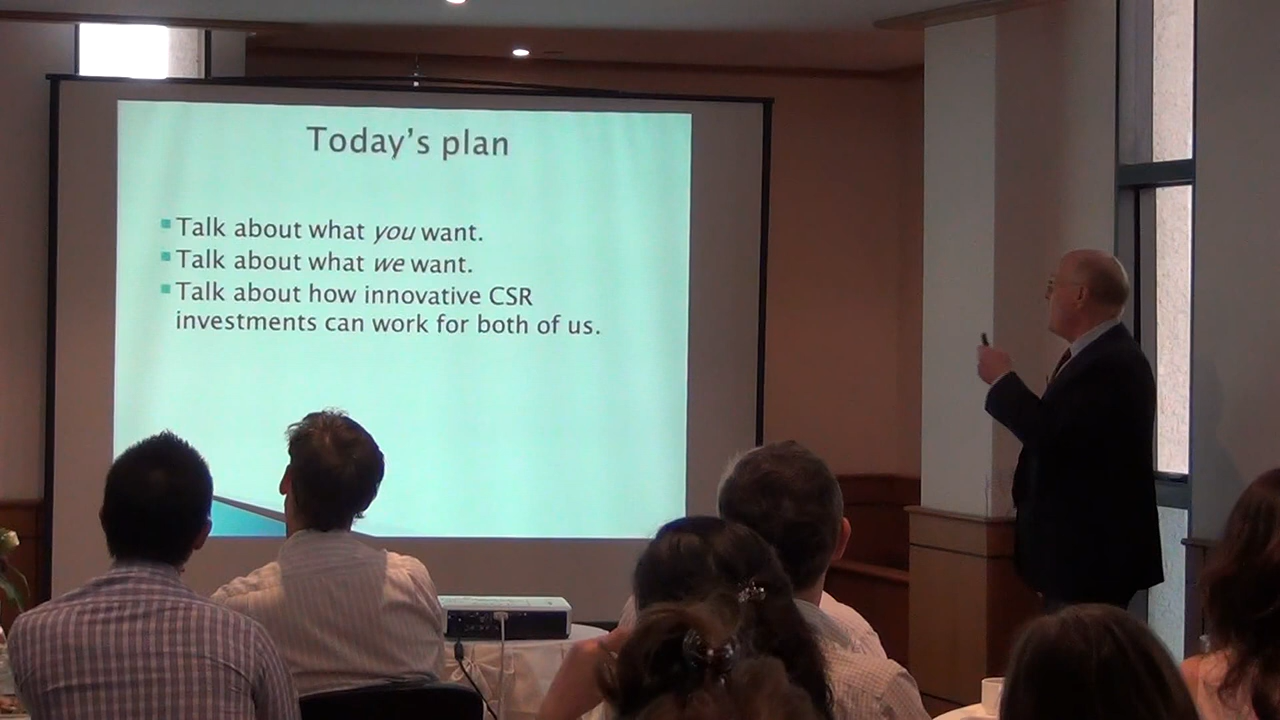 Today's plan
Talk about what you want.
Talk about what we want.
Talk about how innovative CSR
investments can work for both of us.